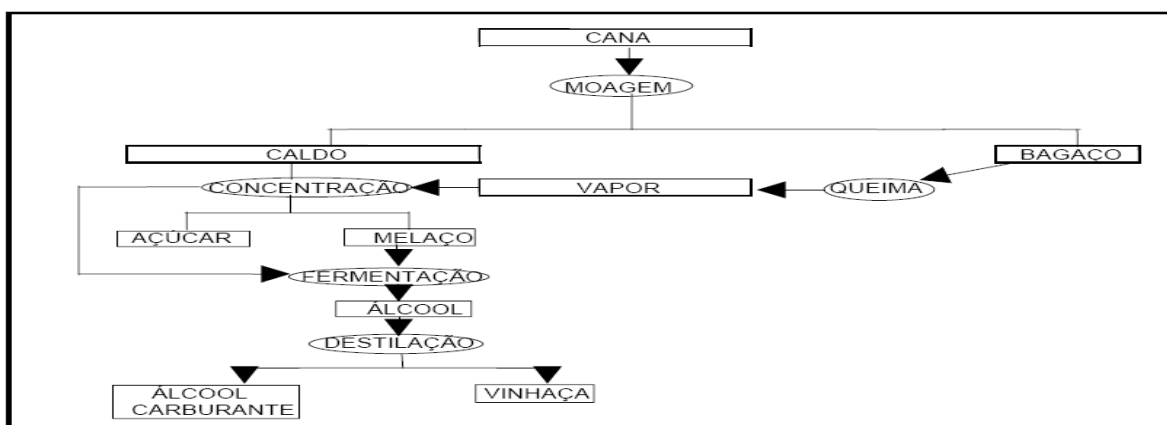 CANA
MOAGEM
CALDO
BAGAÇO
CONCENTRAÇÃO
VAPOR
QUEIMA
AÇÚCAR
MELAÇO
FERMENTAÇÃO
ÁLCOOL
DESTILAÇÃO
ÁLCOOL
CARBURANTE
VINHAÇA